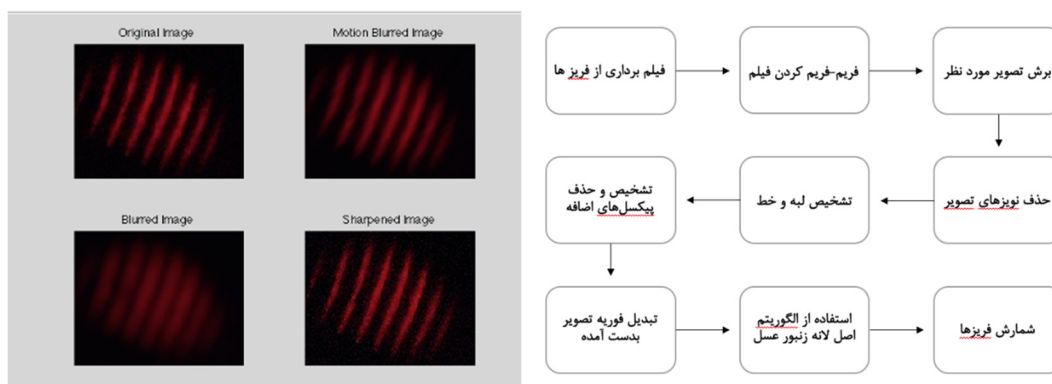 Original Image
Motion Blurred Image
Blurred Image
Sharpened Image
فیلم برداری از فریز ها
فریم-فریم کردن فیلم
برش تصویر مورد نظر
حذف نویزهای تصویر
تشخیص لبه و خط
تشخیص و حذف
پیکسل‌های اضافه
تبدیل فوریه تصویر
بدست آمده
استفاده از الگوریتم
اصل لانه زنبور عسل
شمارش فریزها